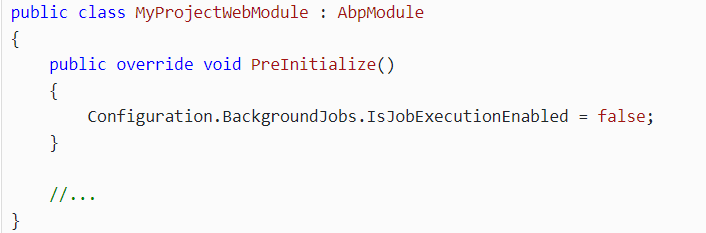 public class MyProjectWebModule : AbpModule
{
    public override void PreInitialize()
    {
        Configuration.BackgroundJobs.IsJobExecutionEnabled = false;
    }

    //...
}